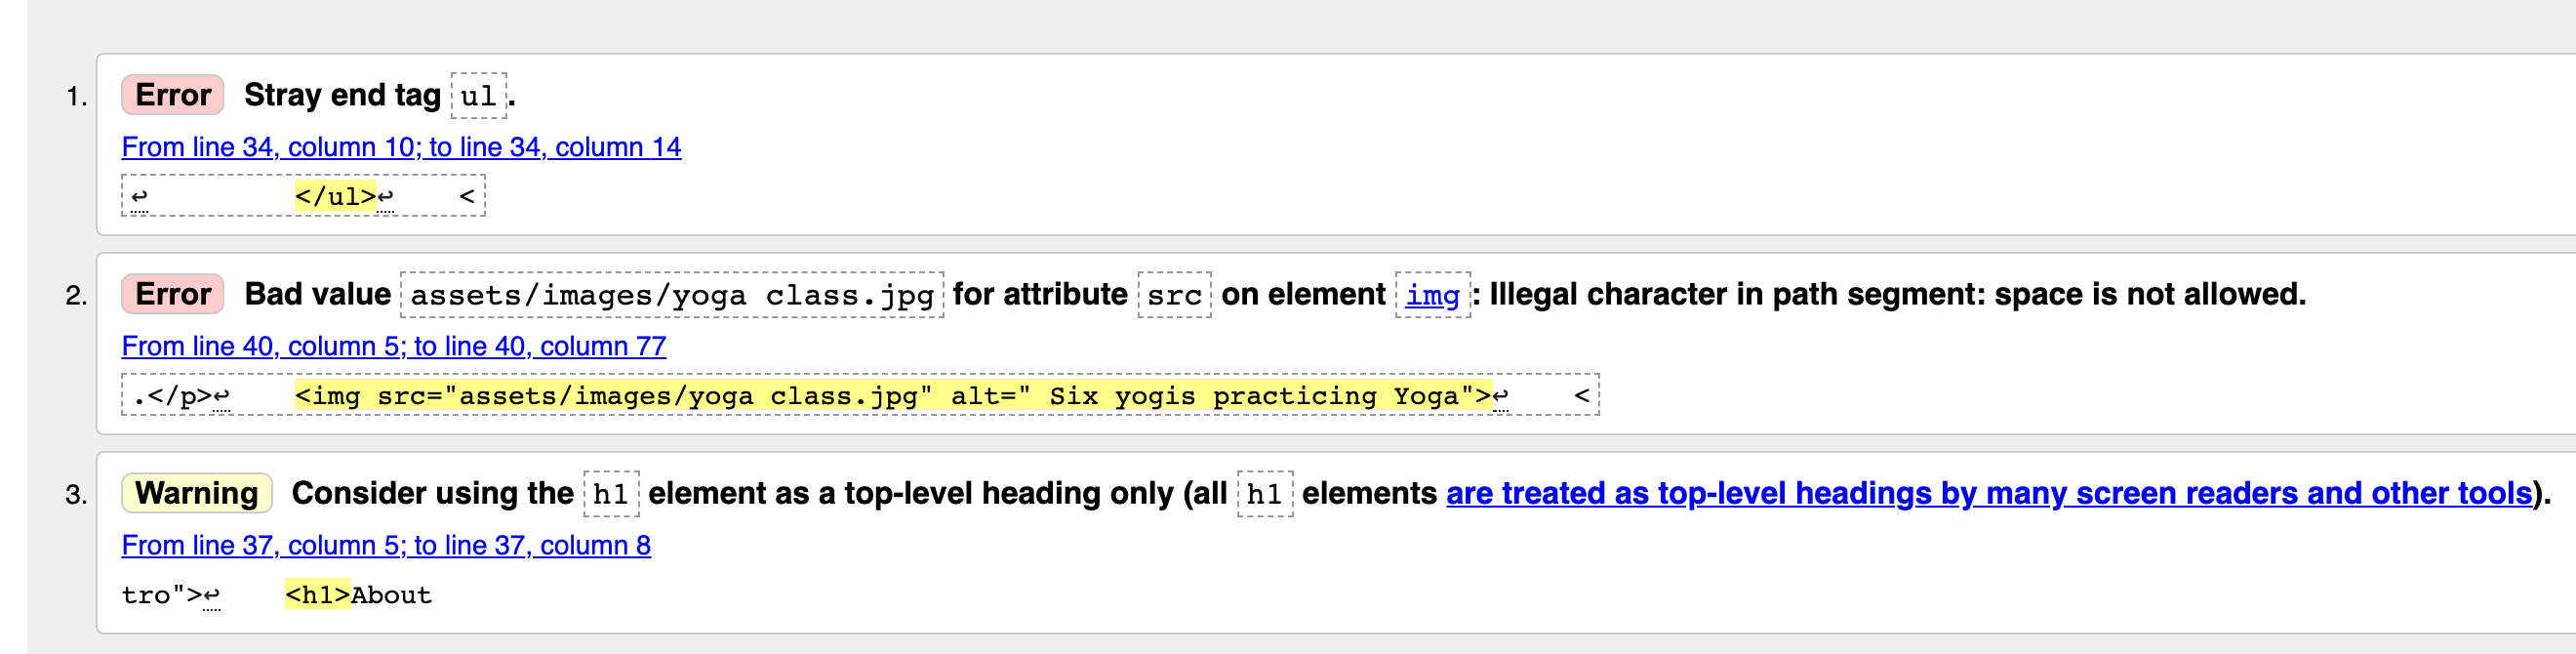 1. Error Stray end tag ul.
From line 34, column 10; to line 34, column 14
↩ </ul>↩ <
2. Error Bad value assets/images/yoga class.jpg for attribute src on element img: Illegal character in path segment: space is not allowed.
From line 40, column 5; to line 40, column 77
.</p>↩ <img src="assets/images/yoga class.jpg" alt=" Six yogis practicing Yoga">↩ <
3. Warning Consider using the h1 element as a top-level heading only (all h1 elements are treated as top-level headings by many screen readers and other tools).
From line 37, column 5; to line 37, column 8
tro">↩ <h1>About